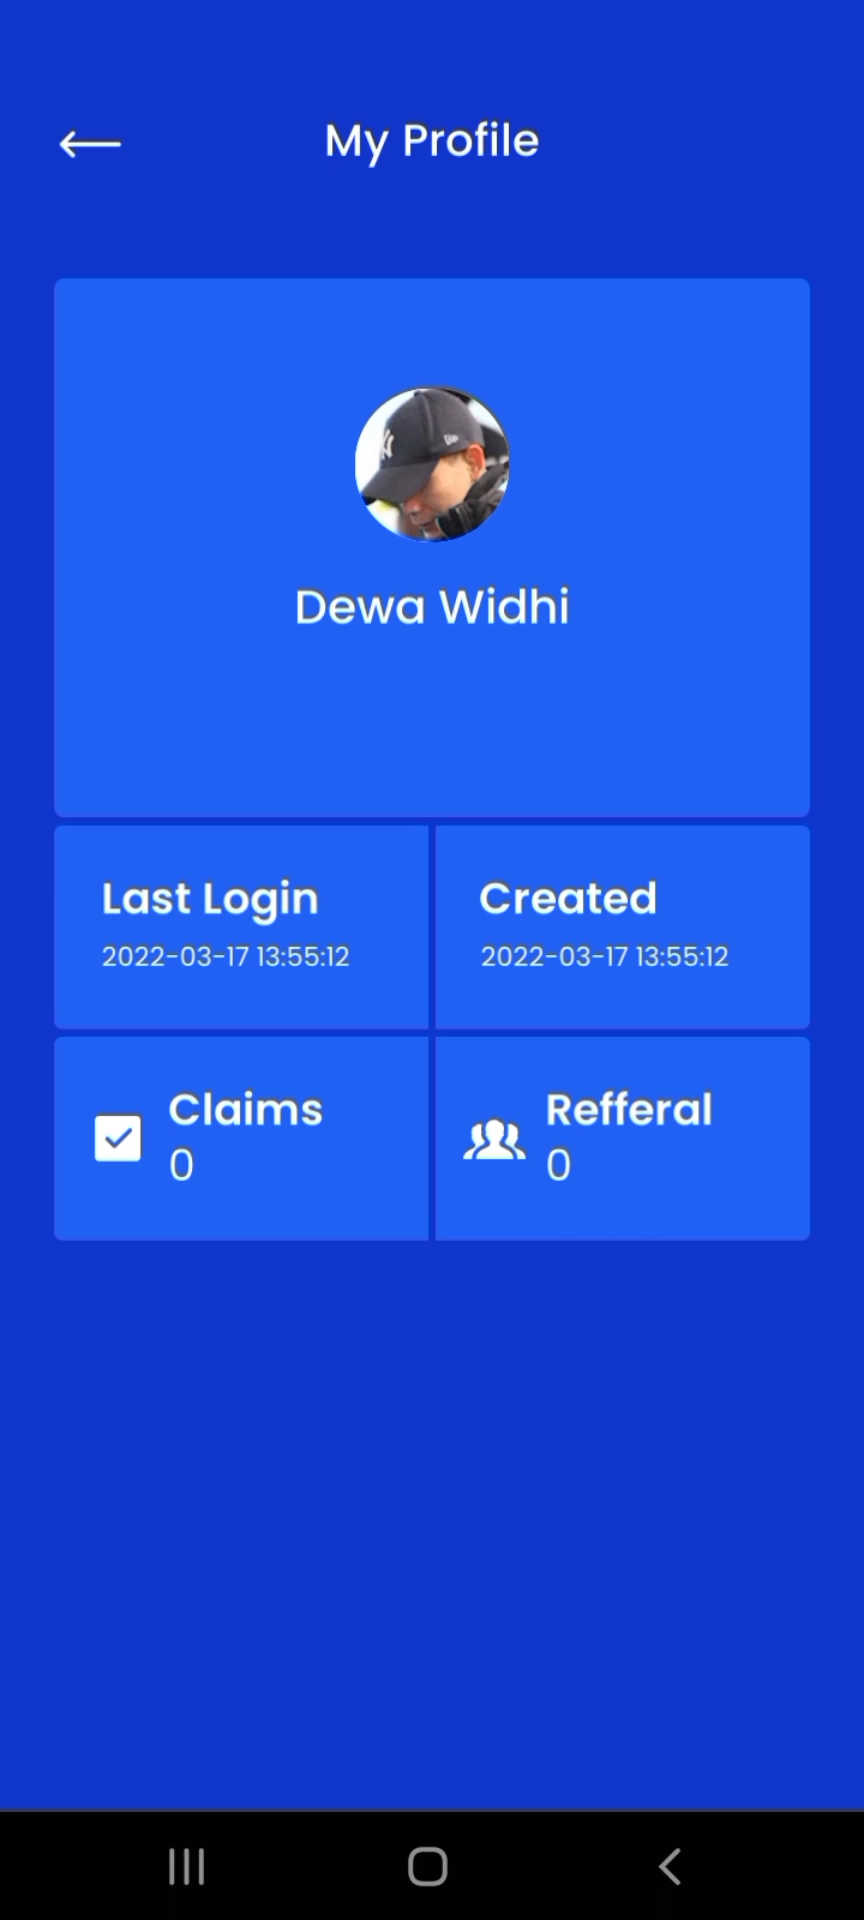 My Profile
Dewa Widhi
Last Login
2022-03-17 13:55:12
Created
2022-03-17 13:55:12
Claims
0
Refferal
0